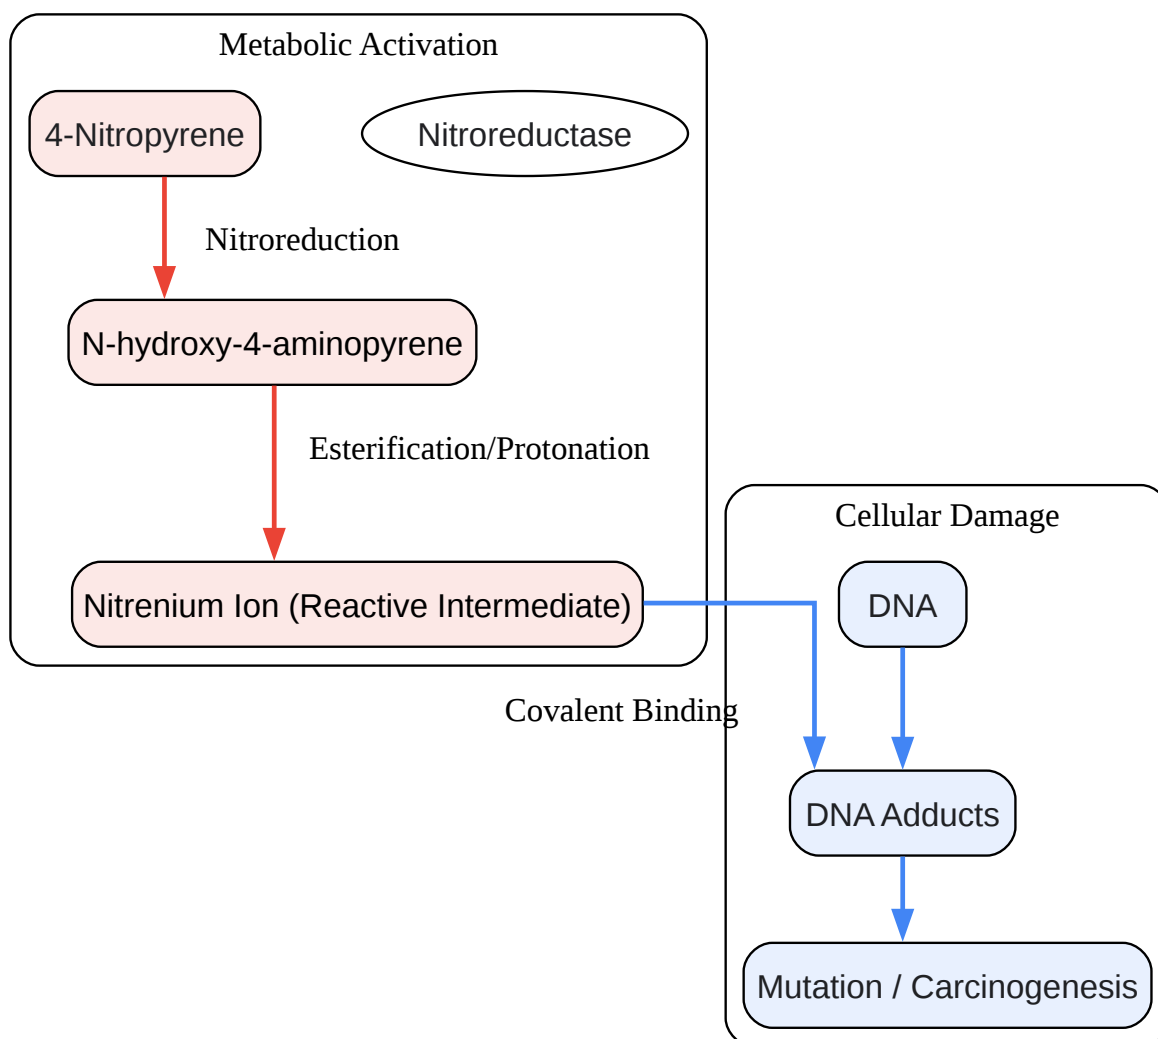 Metabolic Activation
4-Nitropyrene
Nitroreductase
Nitroreduction
N-hydroxy-4-aminopyrene
Esterification/Protonation
Nitrenium Ion (Reactive Intermediate)
Cellular Damage
DNA
Covalent Binding
DNA Adducts
Mutation / Carcinogenesis